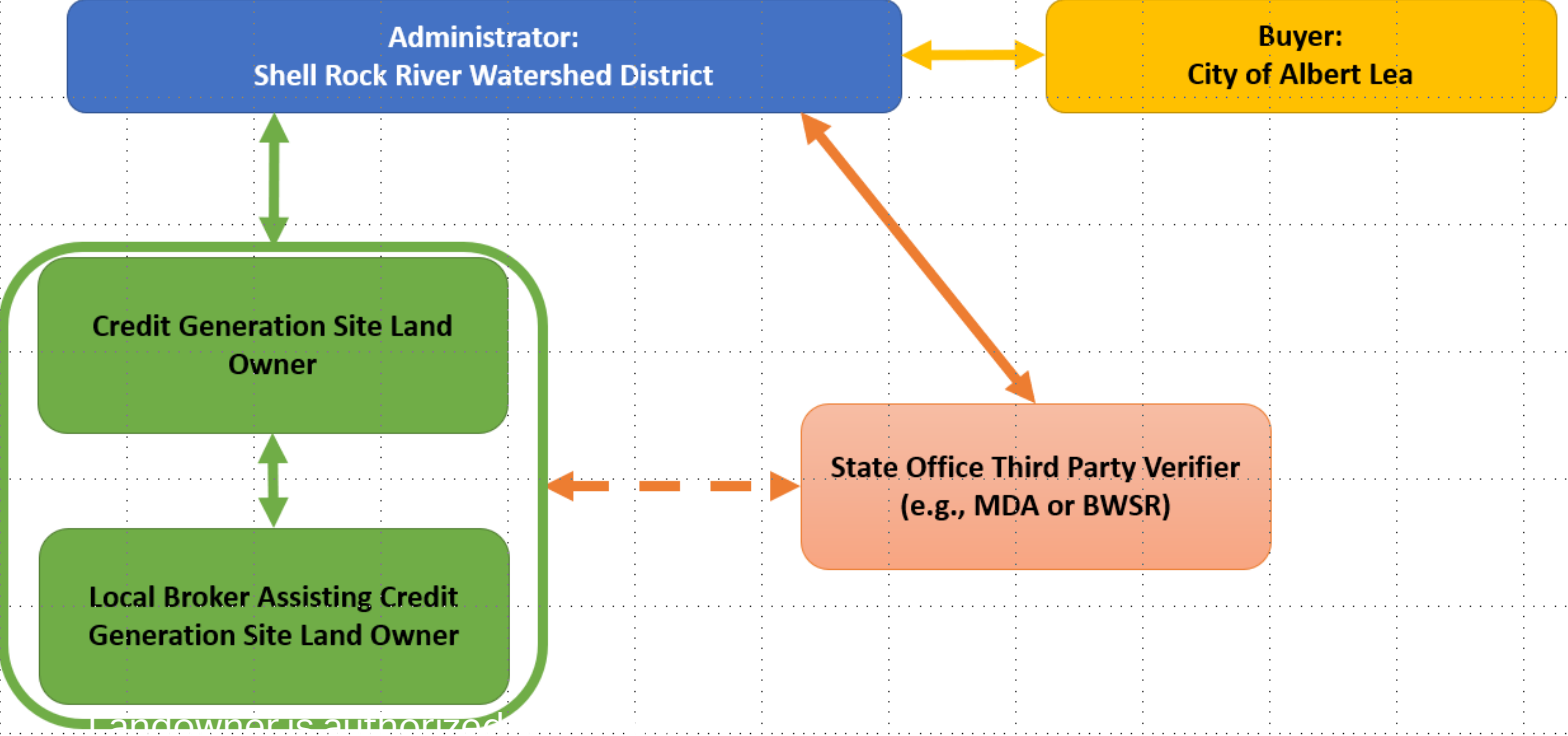 Administrator:
Shell Rock River Watershed District
Buyer:
City of Albert Lea
Credit Generation Site Land
Owner
State Office Third Party Verifier
(e.g., MDA or BWSR)
Local Broker Assisting Credit
Generation Site Land Owner
Landowner is authorized